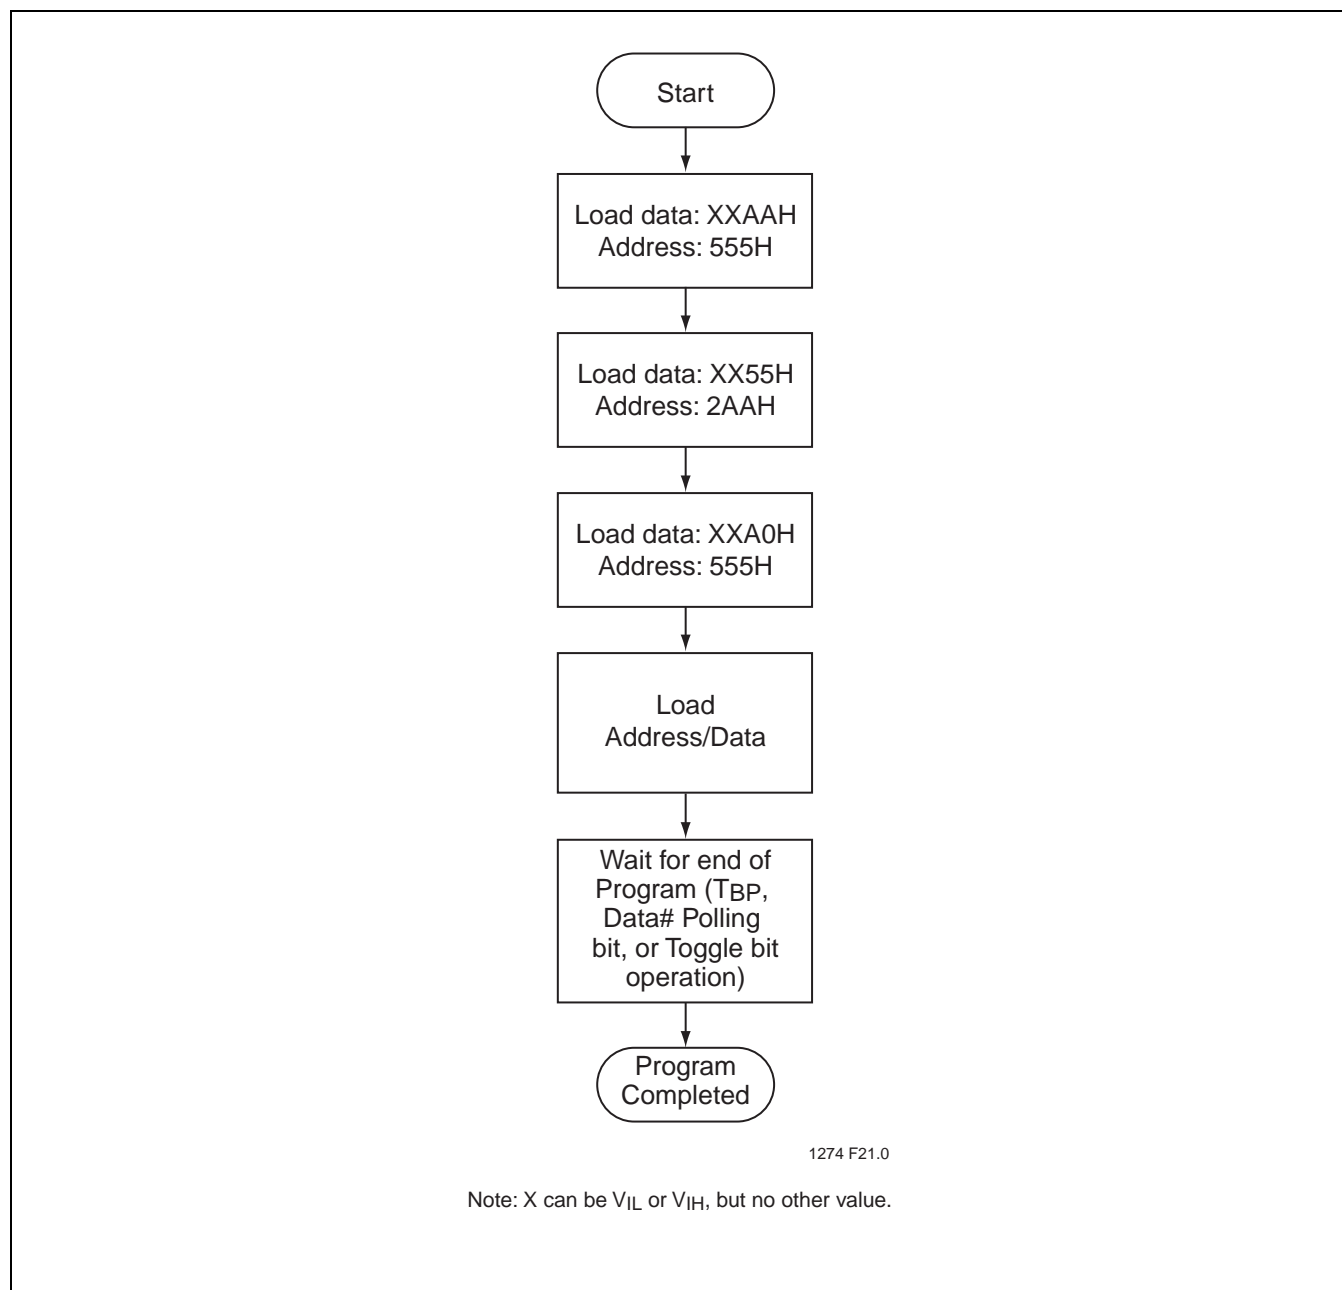 Start
Load data: XXAAH
Address: 555H
Load data: XX55H
Address: 2AAH
Load data: XXA0H
Address: 555H
Load
Address/Data
Wait for end of
Program (TBP,
Data# Polling
bit, or Toggle bit
operation)
Program
Completed
1274 F21.0
Note: X can be VIL or VIH, but no other value.